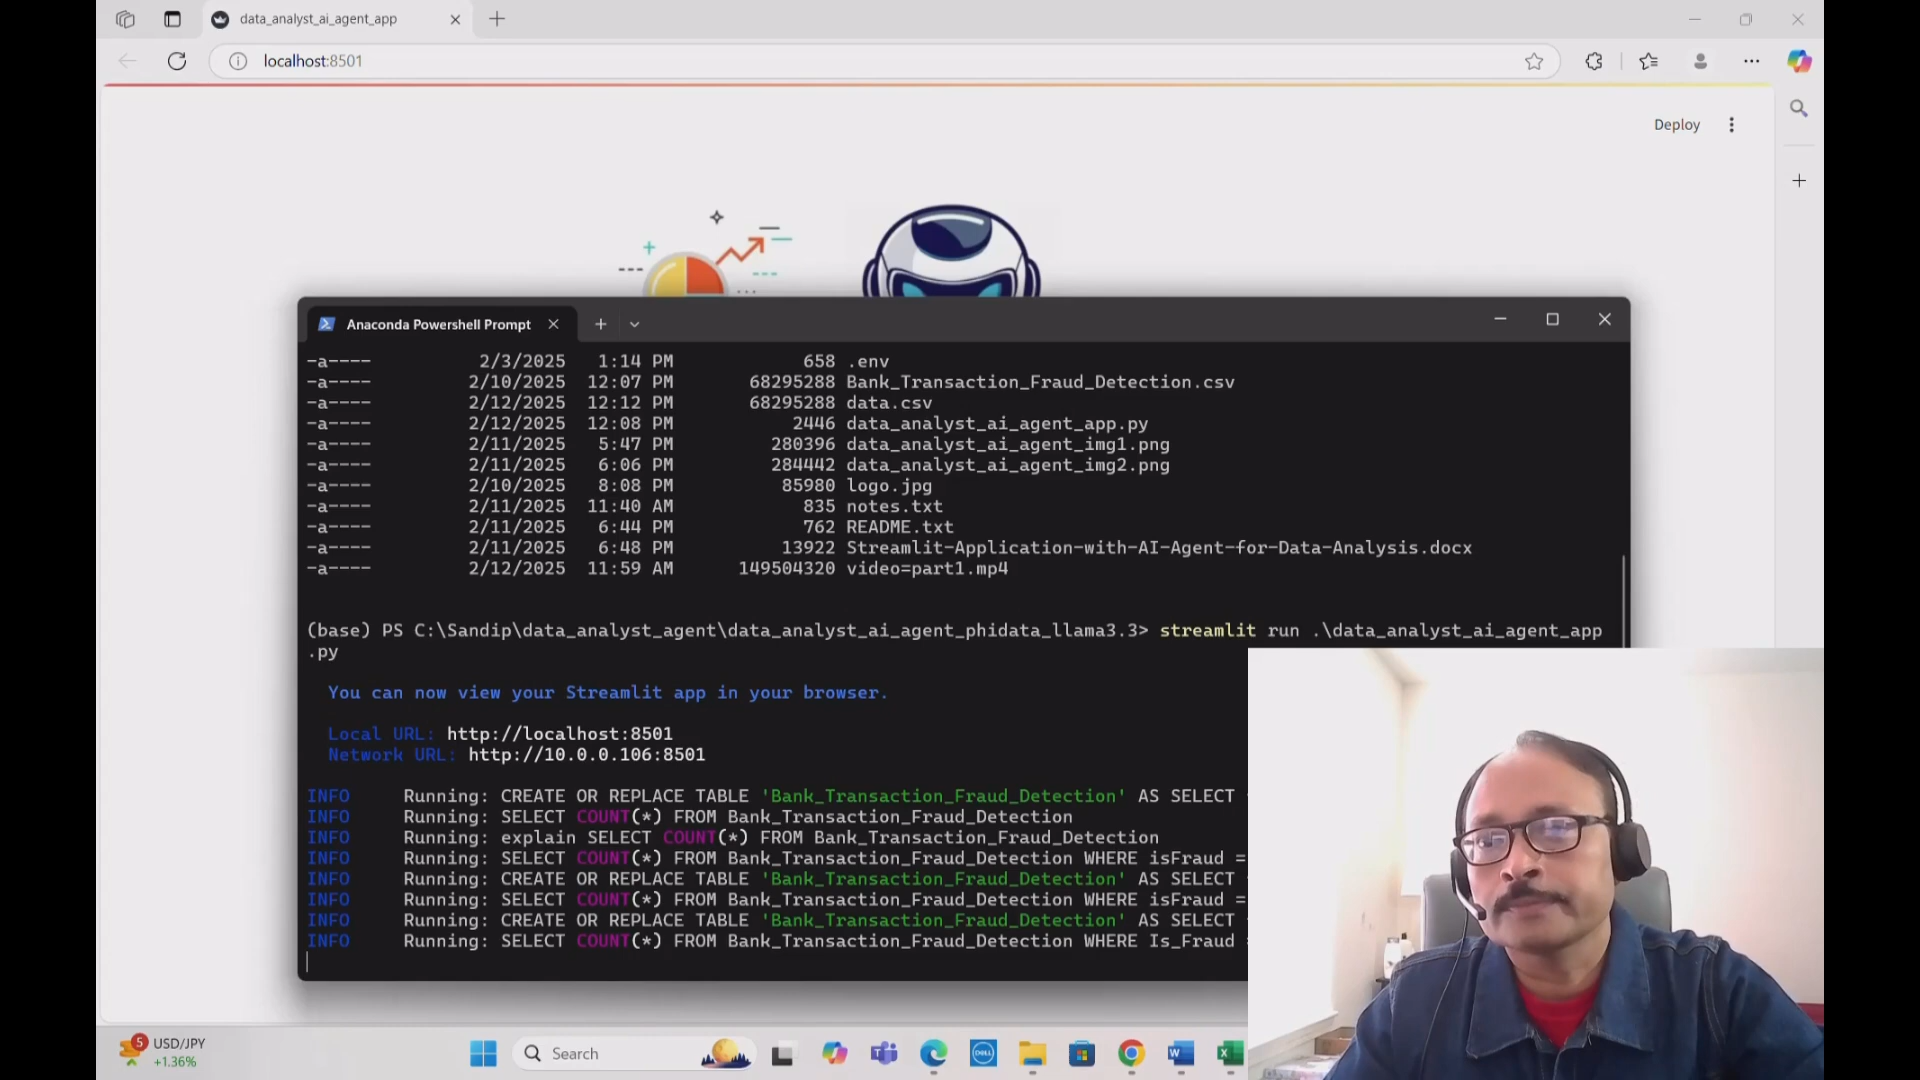 data_analyst_ai_agent_app
localhost:8501
Deploy
Anaconda Powershell Prompt
-a---- 2/3/2025 1:14 PM 658 .env
-a---- 2/10/2025 12:07 PM 68295288 Bank_Transaction_Fraud_Detection.csv
-a---- 2/12/2025 12:12 PM 68295288 data.csv
-a---- 2/12/2025 12:08 PM 2446 data_analyst_ai_agent_app.py
-a---- 2/11/2025 5:47 PM 280396 data_analyst_ai_agent_img1.png
-a---- 2/11/2025 6:06 PM 284442 data_analyst_ai_agent_img2.png
-a---- 2/10/2025 8:08 PM 85980 logo.jpg
-a---- 2/11/2025 11:40 AM 835 notes.txt
-a---- 2/11/2025 6:44 PM 762 README.txt
-a---- 2/11/2025 6:48 PM 13922 Streamlit-Application-with-AI-Agent-for-Data-Analysis.docx
-a---- 2/12/2025 11:59 AM 149504320 video=part1.mp4
(base) PS C:\Sandip\data_analyst_agent\data_analyst_ai_agent_phidata_llama3.3> streamlit run .\data_analyst_ai_agent_app
.py
You can now view your Streamlit app in your browser.
Local URL: http://localhost:8501
Network URL: http://10.0.0.106:8501
INFO Running: CREATE OR REPLACE TABLE 'Bank_Transaction_Fraud_Detection' AS SELECT
INFO Running: SELECT COUNT(*) FROM Bank_Transaction_Fraud_Detection
INFO Running: explain SELECT COUNT(*) FROM Bank_Transaction_Fraud_Detection
INFO Running: SELECT COUNT(*) FROM Bank_Transaction_Fraud_Detection WHERE isFraud =
INFO Running: CREATE OR REPLACE TABLE 'Bank_Transaction_Fraud_Detection' AS SELECT
INFO Running: SELECT COUNT(*) FROM Bank_Transaction_Fraud_Detection WHERE isFraud =
INFO Running: CREATE OR REPLACE TABLE 'Bank_Transaction_Fraud_Detection' AS SELECT
INFO Running: SELECT COUNT(*) FROM Bank_Transaction_Fraud_Detection WHERE Is_Fraud
5
USD/JPY
+1.36%
Search
DELL